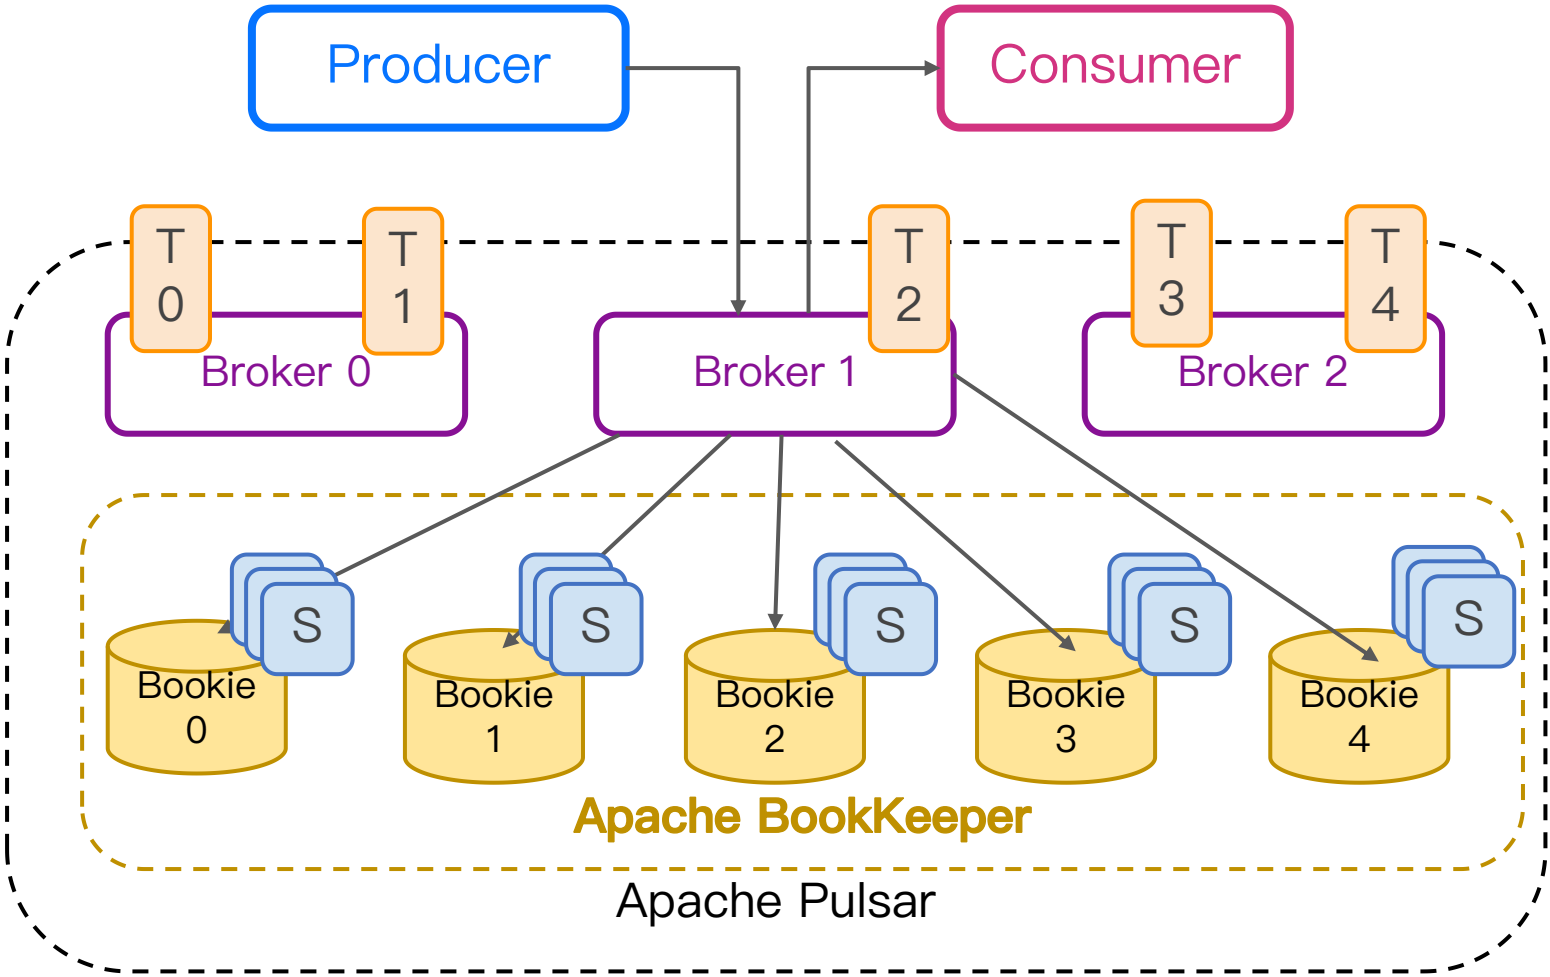 Producer
Consumer
T
0
T
1
T
2
T
3
T
4
Broker 0
Broker 1
Broker 2
S
S
S
S
S
Bookie
0
Bookie
1
Bookie
2
Bookie
3
Bookie
4
Apache BookKeeper
Apache Pulsar